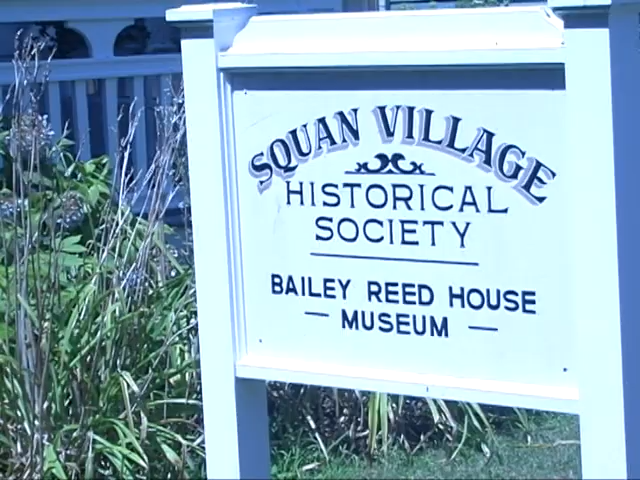 SQUAN VILLAGE
HISTORICAL
SOCIETY
BAILEY REED HOUSE
— MUSEUM —